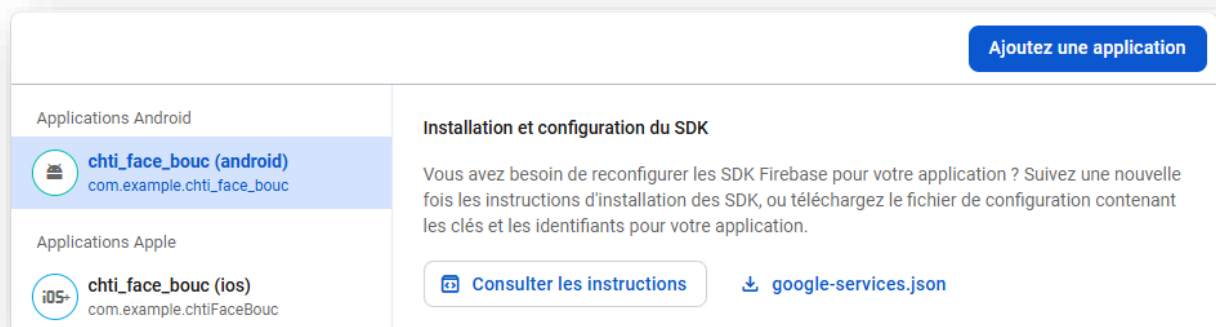 Ajoutez une application
Applications Android
chti_face_bouc (android)
com.example.chti_face_bouc
Applications Apple
iOS+
chti_face_bouc (ios)
com.example.chtiFaceBouc
Installation et configuration du SDK
Vous avez besoin de reconfigurer les SDK Firebase pour votre application ? Suivez une nouvelle
fois les instructions d'installation des SDK, ou téléchargez le fichier de configuration contenant
les clés et les identifiants pour votre application.
Consulter les instructions
google-services.json